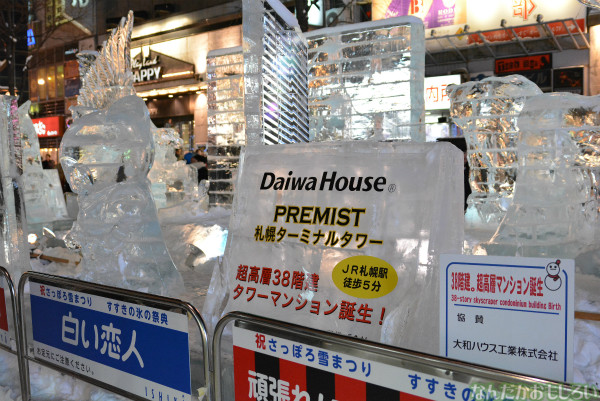 HAPPY
Daiwa House®
PREMIST
札幌ターミナルタワー
超高層38階建
タワーマンション誕生！
JR札幌駅
徒歩5分
38階建の超高層マンション誕生!
38-story skyscraper condominium building Birth
協 賛
大和ハウス工業株式会社
祝 さっぽろ雪まつり すすきの氷の祭典
白い恋人
ISHIYA
祝 さっぽろ雪まつり すすきの
頑張れ
なんだかおもしろい